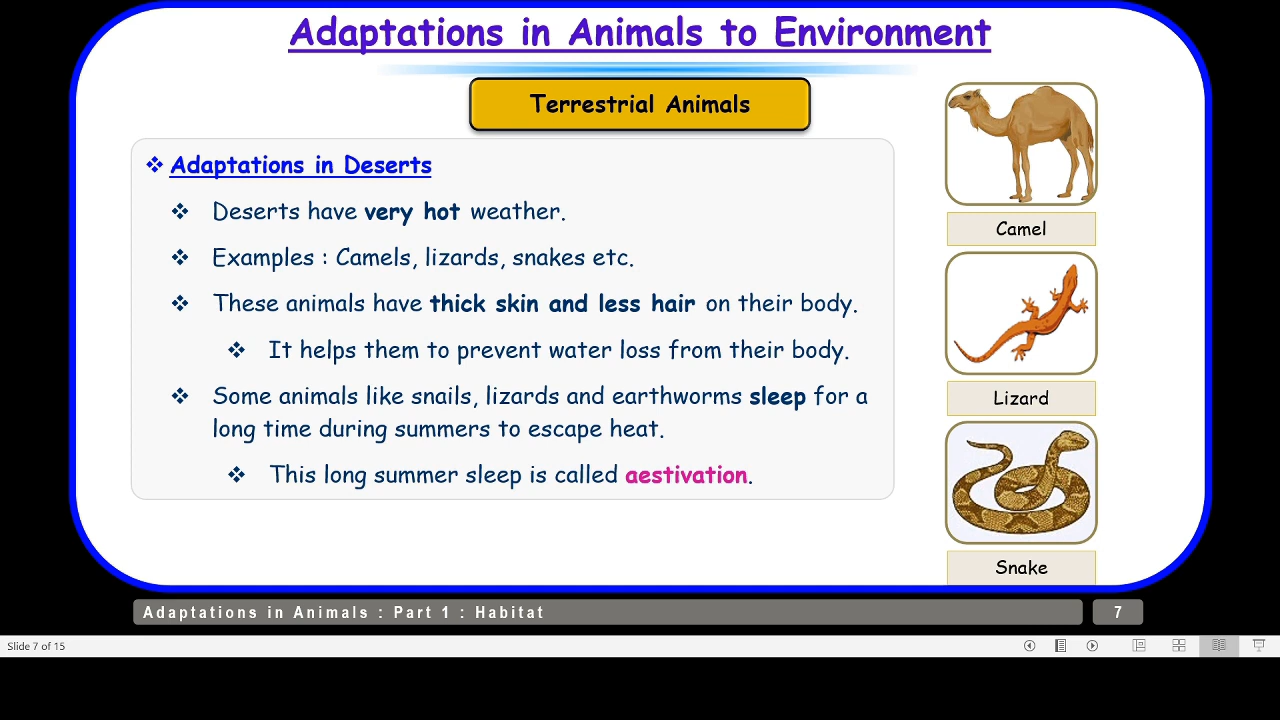 Adaptations in Animals to Environment
Terrestrial Animals
❖ Adaptations in Deserts
❖ Deserts have very hot weather.
❖ Examples : Camels, lizards, snakes etc.
❖ These animals have thick skin and less hair on their body.
❖ It helps them to prevent water loss from their body.
❖ Some animals like snails, lizards and earthworms sleep for a
long time during summers to escape heat.
❖ This long summer sleep is called aestivation.
Camel
Lizard
Snake
Adaptations in Animals : Part 1 : Habitat
7
Slide 7 of 15